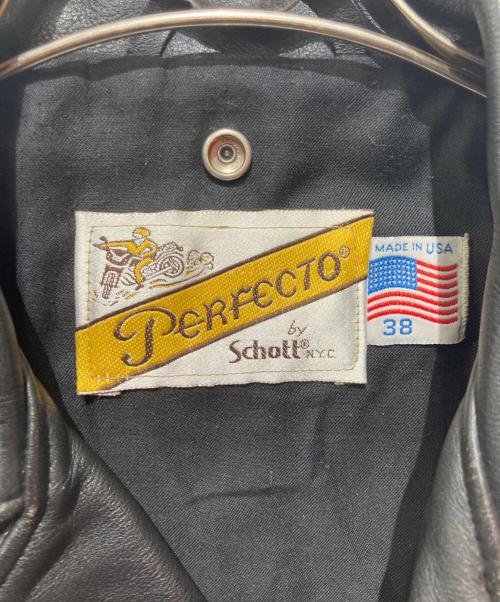 PERFECTO®
by
Schott® N.Y.C.
MADE IN USA
38